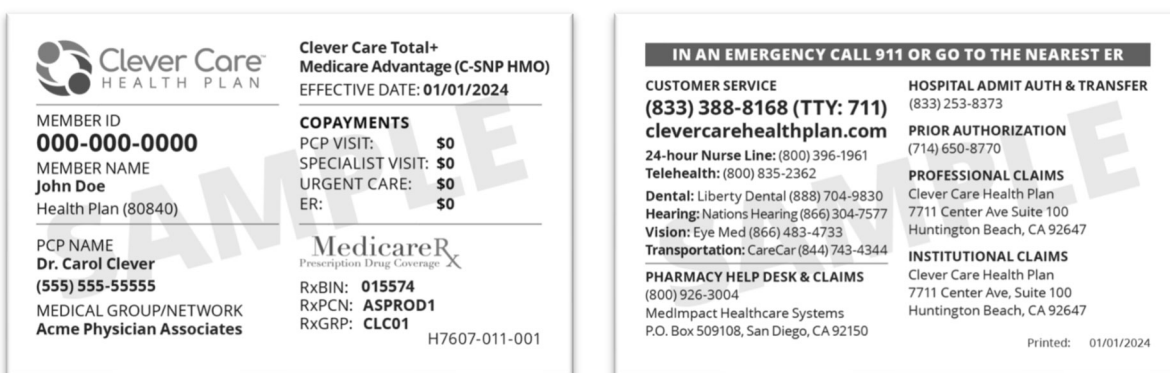 Clever Care™
HEALTH PLAN
Clever Care Total+
Medicare Advantage (C-SNP HMO)
EFFECTIVE DATE: 01/01/2024
MEMBER ID
000-000-0000
MEMBER NAME
John Doe
Health Plan (80840)
COPAYMENTS
PCP VISIT: $0
SPECIALIST VISIT: $0
URGENT CARE: $0
ER: $0
PCP NAME
Dr. Carol Clever
(555) 555-55555
MEDICAL GROUP/NETWORK
Acme Physician Associates
MedicareRx
Prescription Drug Coverage
RxBIN: 015574
RxPCN: ASPROD1
RxGRP: CLC01
H7607-011-001
SAMPLE
IN AN EMERGENCY CALL 911 OR GO TO THE NEAREST ER
CUSTOMER SERVICE
(833) 388-8168 (TTY: 711)
clevercarehealthplan.com
24-hour Nurse Line: (800) 396-1961
Telehealth: (800) 835-2362
Dental: Liberty Dental (888) 704-9830
Hearing: Nations Hearing (866) 304-7577
Vision: Eye Med (866) 483-4733
Transportation: CareCar (844) 743-4344
PHARMACY HELP DESK & CLAIMS
(800) 926-3004
MedImpact Healthcare Systems
P.O. Box 509108, San Diego, CA 92150
HOSPITAL ADMIT AUTH & TRANSFER
(833) 253-8373
PRIOR AUTHORIZATION
(714) 650-8770
PROFESSIONAL CLAIMS
Clever Care Health Plan
7711 Center Ave Suite 100
Huntington Beach, CA 92647
INSTITUTIONAL CLAIMS
Clever Care Health Plan
7711 Center Ave, Suite 100
Huntington Beach, CA 92647
Printed: 01/01/2024
SAMPLE